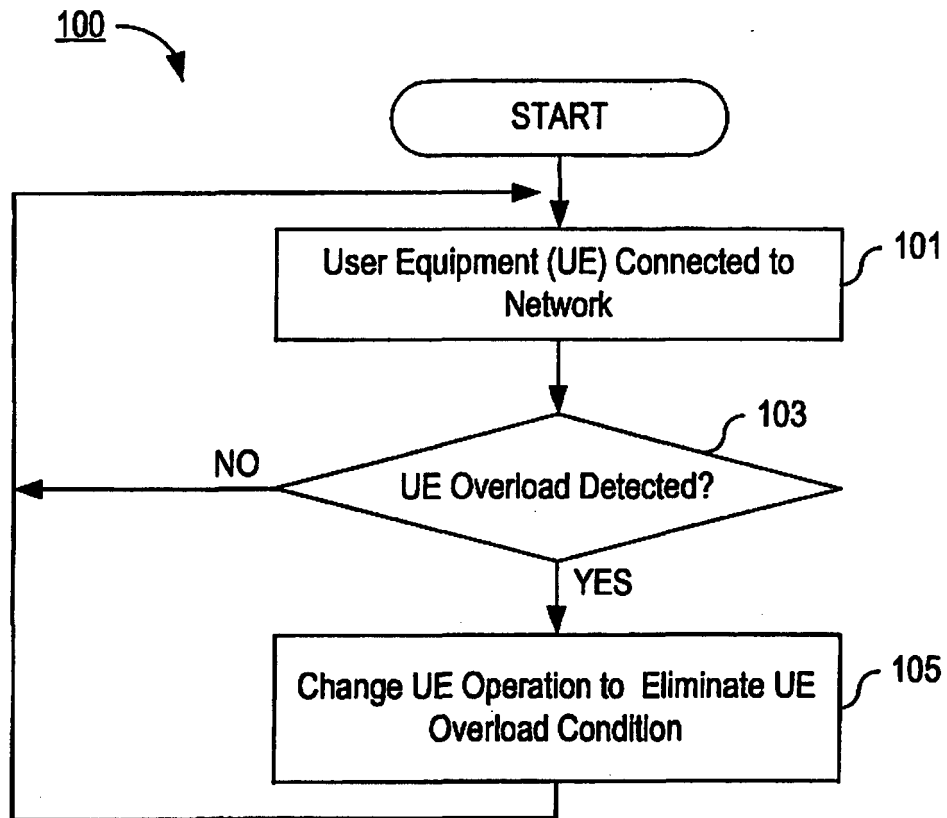 100
START
User Equipment (UE) Connected to
Network
101
103
NO
UE Overload Detected?
YES
Change UE Operation to Eliminate UE
Overload Condition
105